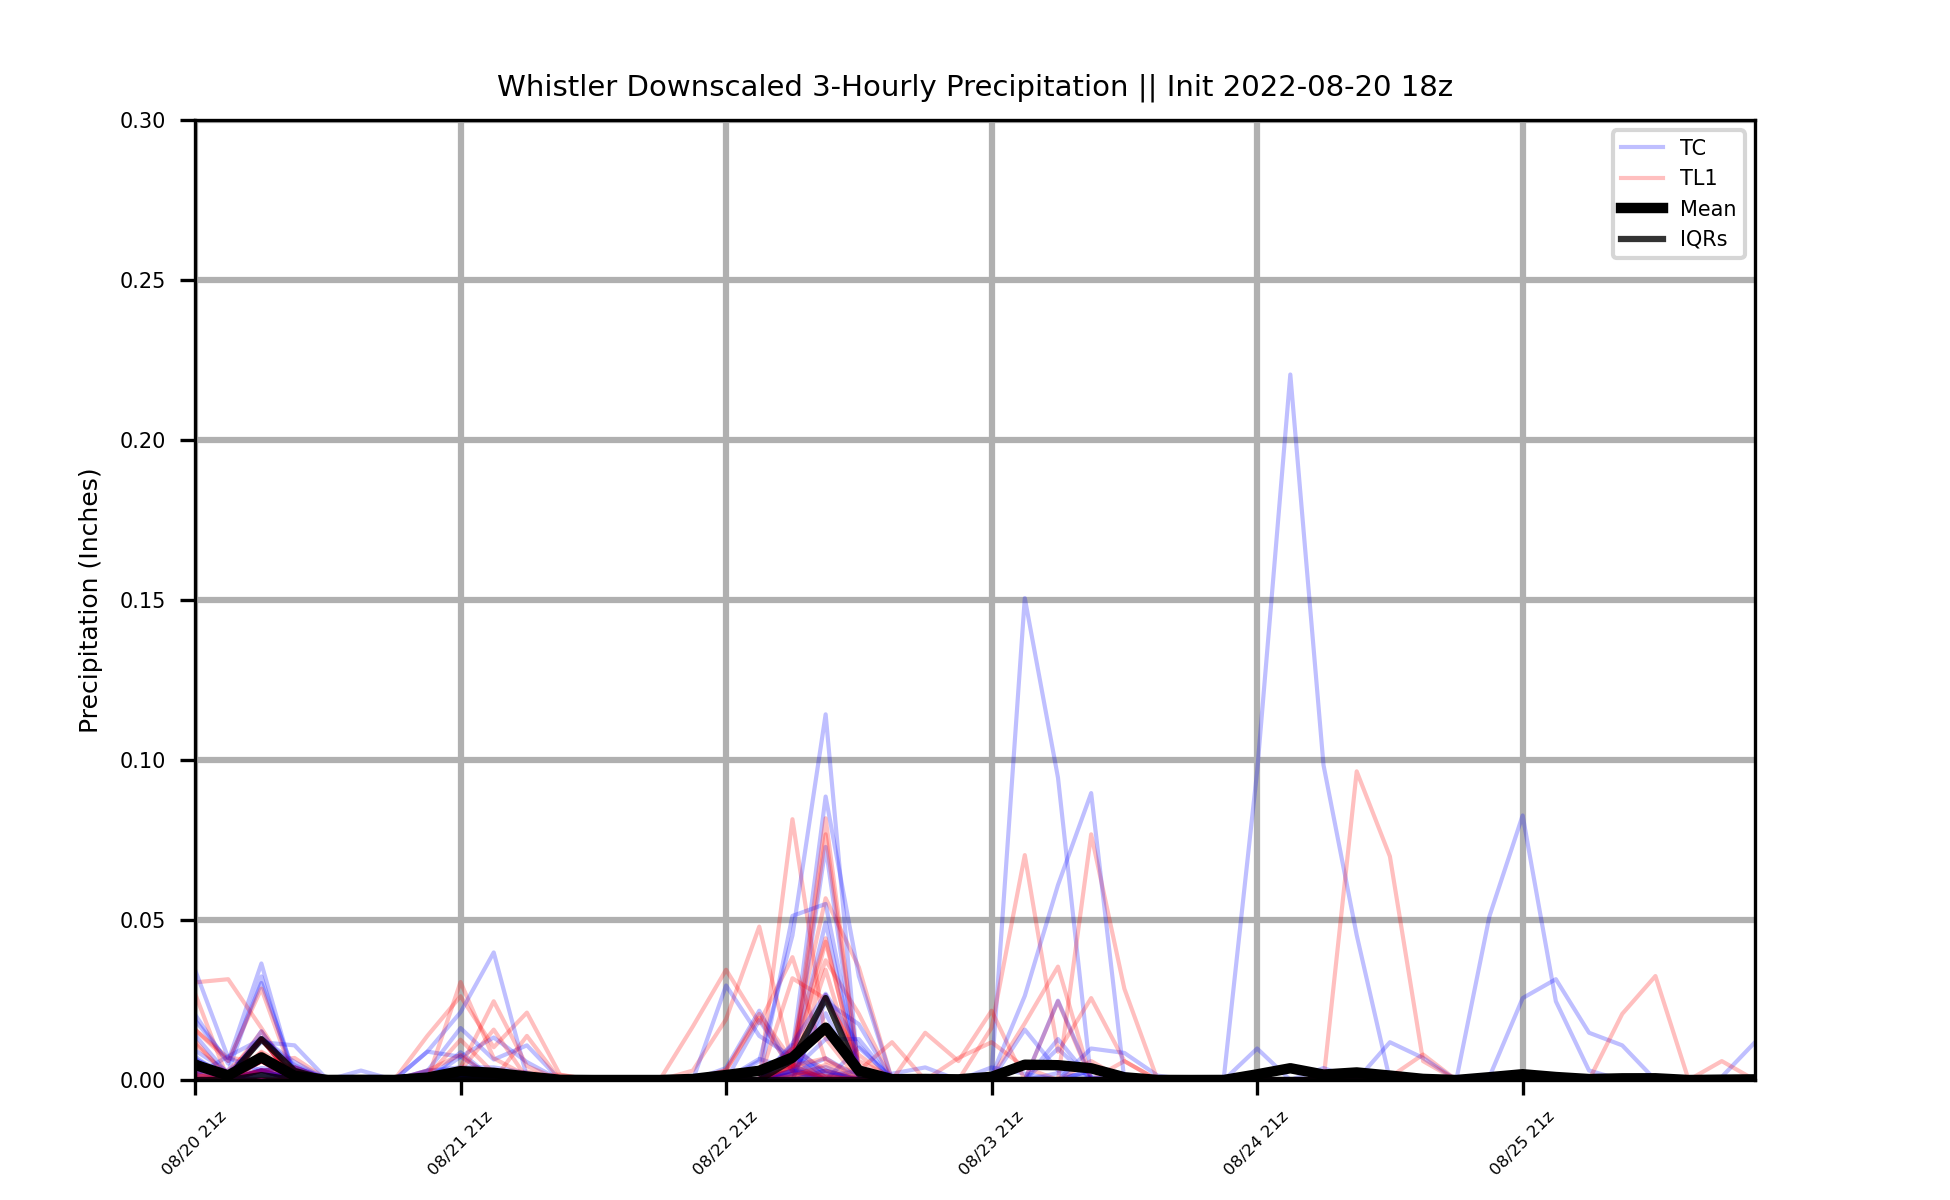 Whistler Downscaled 3-Hourly Precipitation || Init 2022-08-20 18z
TC
TL1
Mean
IQRs
Precipitation (Inches)
0.30
0.25
0.20
0.15
0.10
0.05
0.00
08/20 21z
08/21 21z
08/22 21z
08/23 21z
08/24 21z
08/25 21z